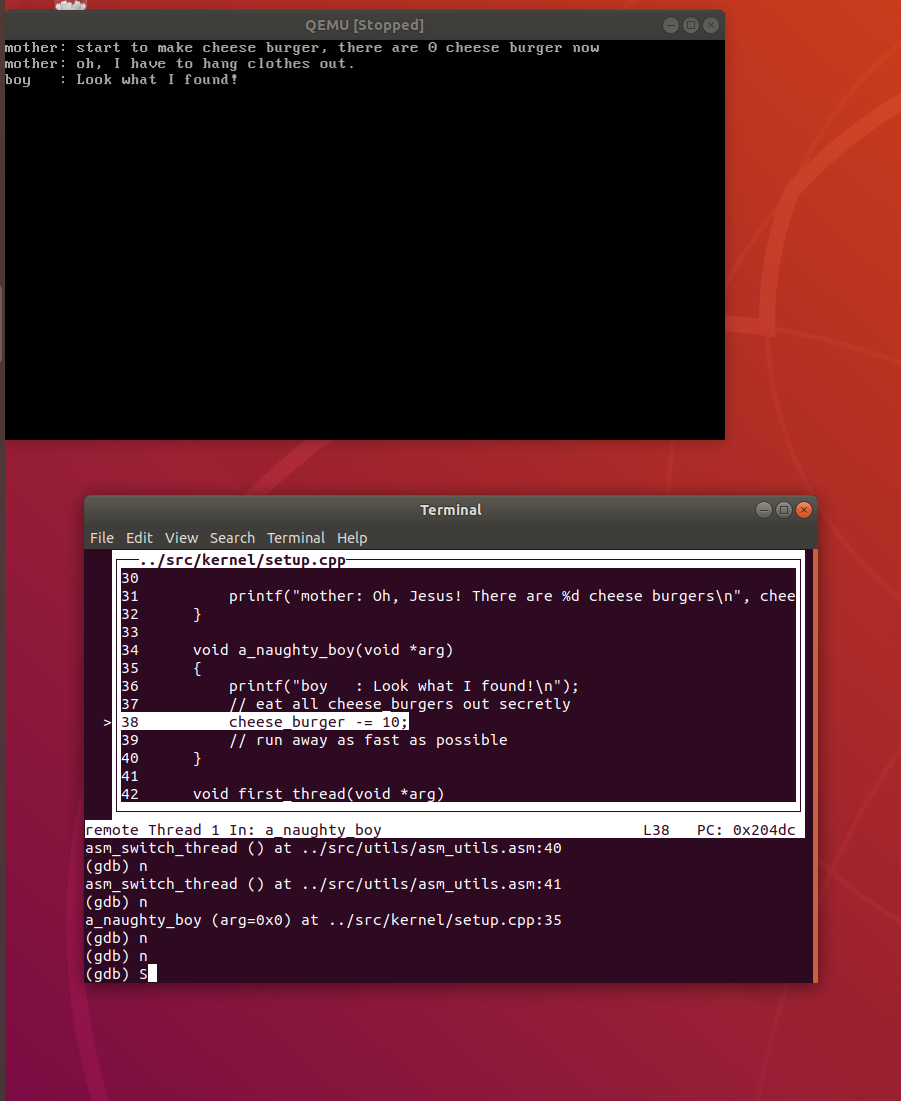 QEMU [Stopped]
mother: start to make cheese burger, there are 0 cheese burger now
mother: oh, I have to hang clothes out.
boy   : Look what I found!
Terminal
File Edit View Search Terminal Help
../src/kernel/setup.cpp
30
31          printf("mother: Oh, Jesus! There are %d cheese burgers\n", chee
32      }
33
34      void a_naughty_boy(void *arg)
35      {
36          printf("boy   : Look what I found!\n");
37          // eat all cheese_burgers out secretly
>38          cheese_burger -= 10;
39          // run away as fast as possible
40      }
41
42      void first_thread(void *arg)
remote Thread 1 In: a_naughty_boy L38 PC: 0x204dc
asm_switch_thread () at ../src/utils/asm_utils.asm:40
(gdb) n
asm_switch_thread () at ../src/utils/asm_utils.asm:41
(gdb) n
a_naughty_boy (arg=0x0) at ../src/kernel/setup.cpp:35
(gdb) n
(gdb) n
(gdb) S